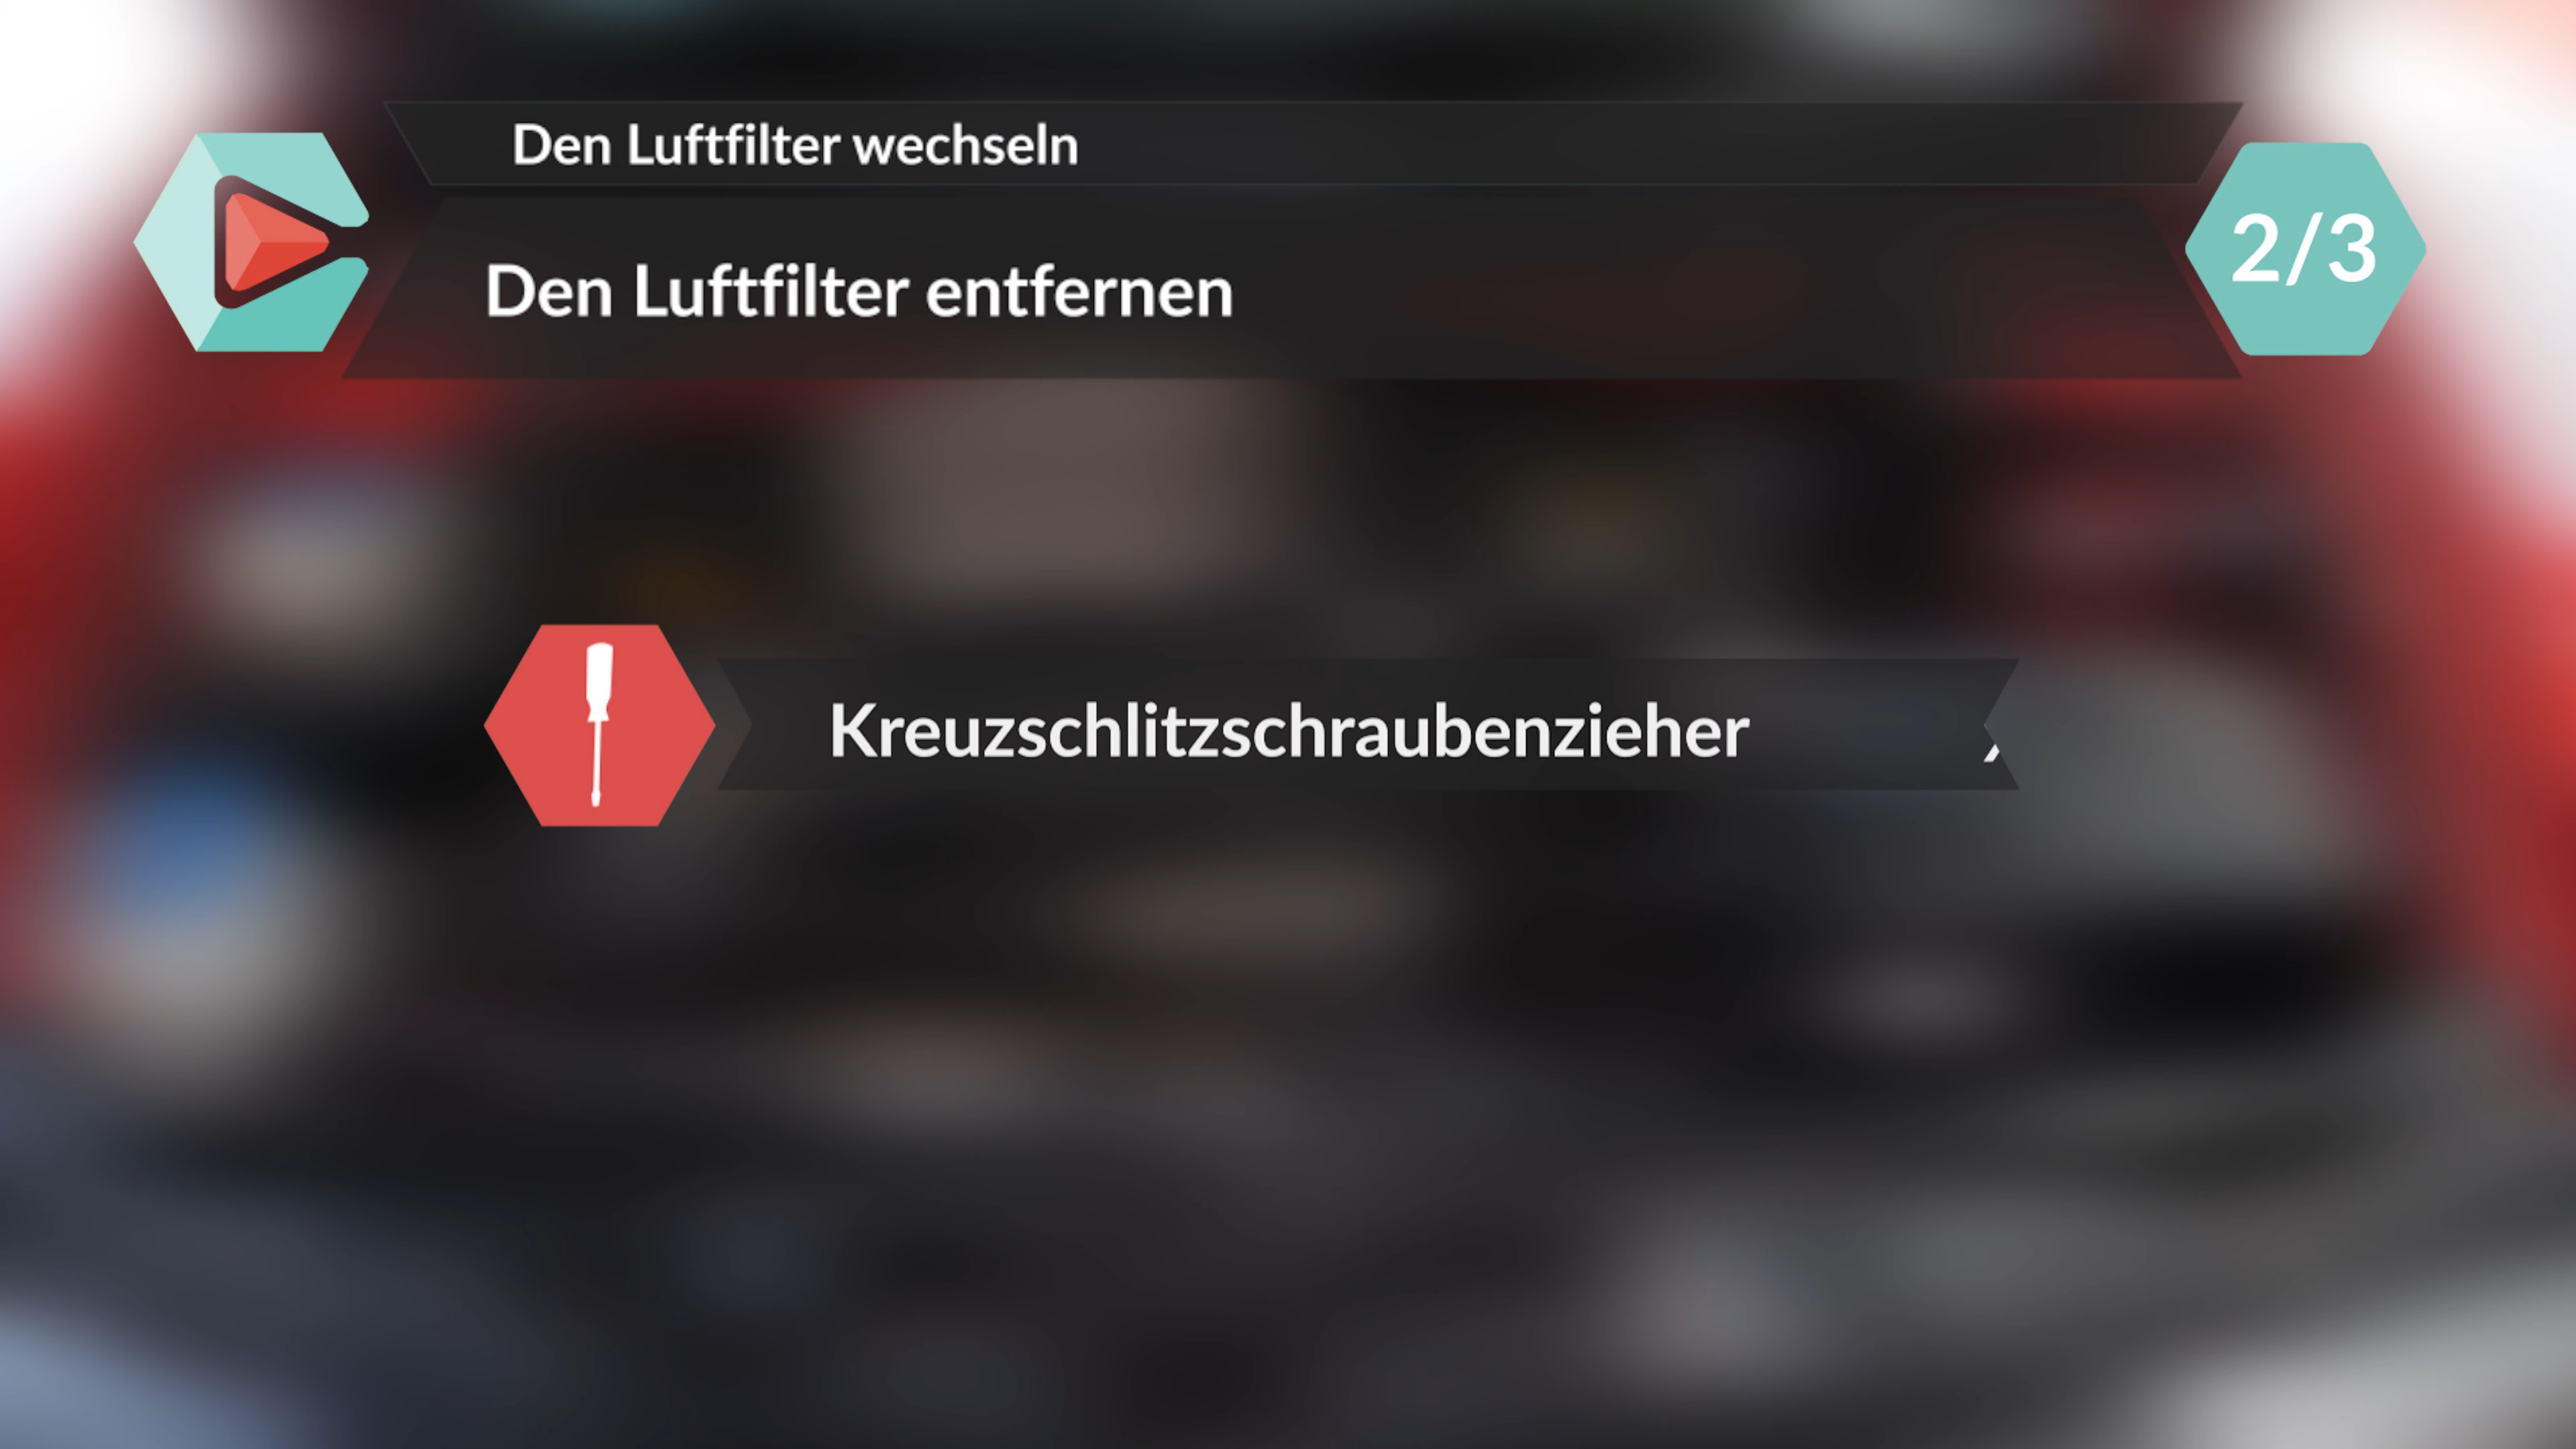 Den Luftfilter wechseln
Den Luftfilter entfernen
2/3
Kreuzschlitzschraubenzieher